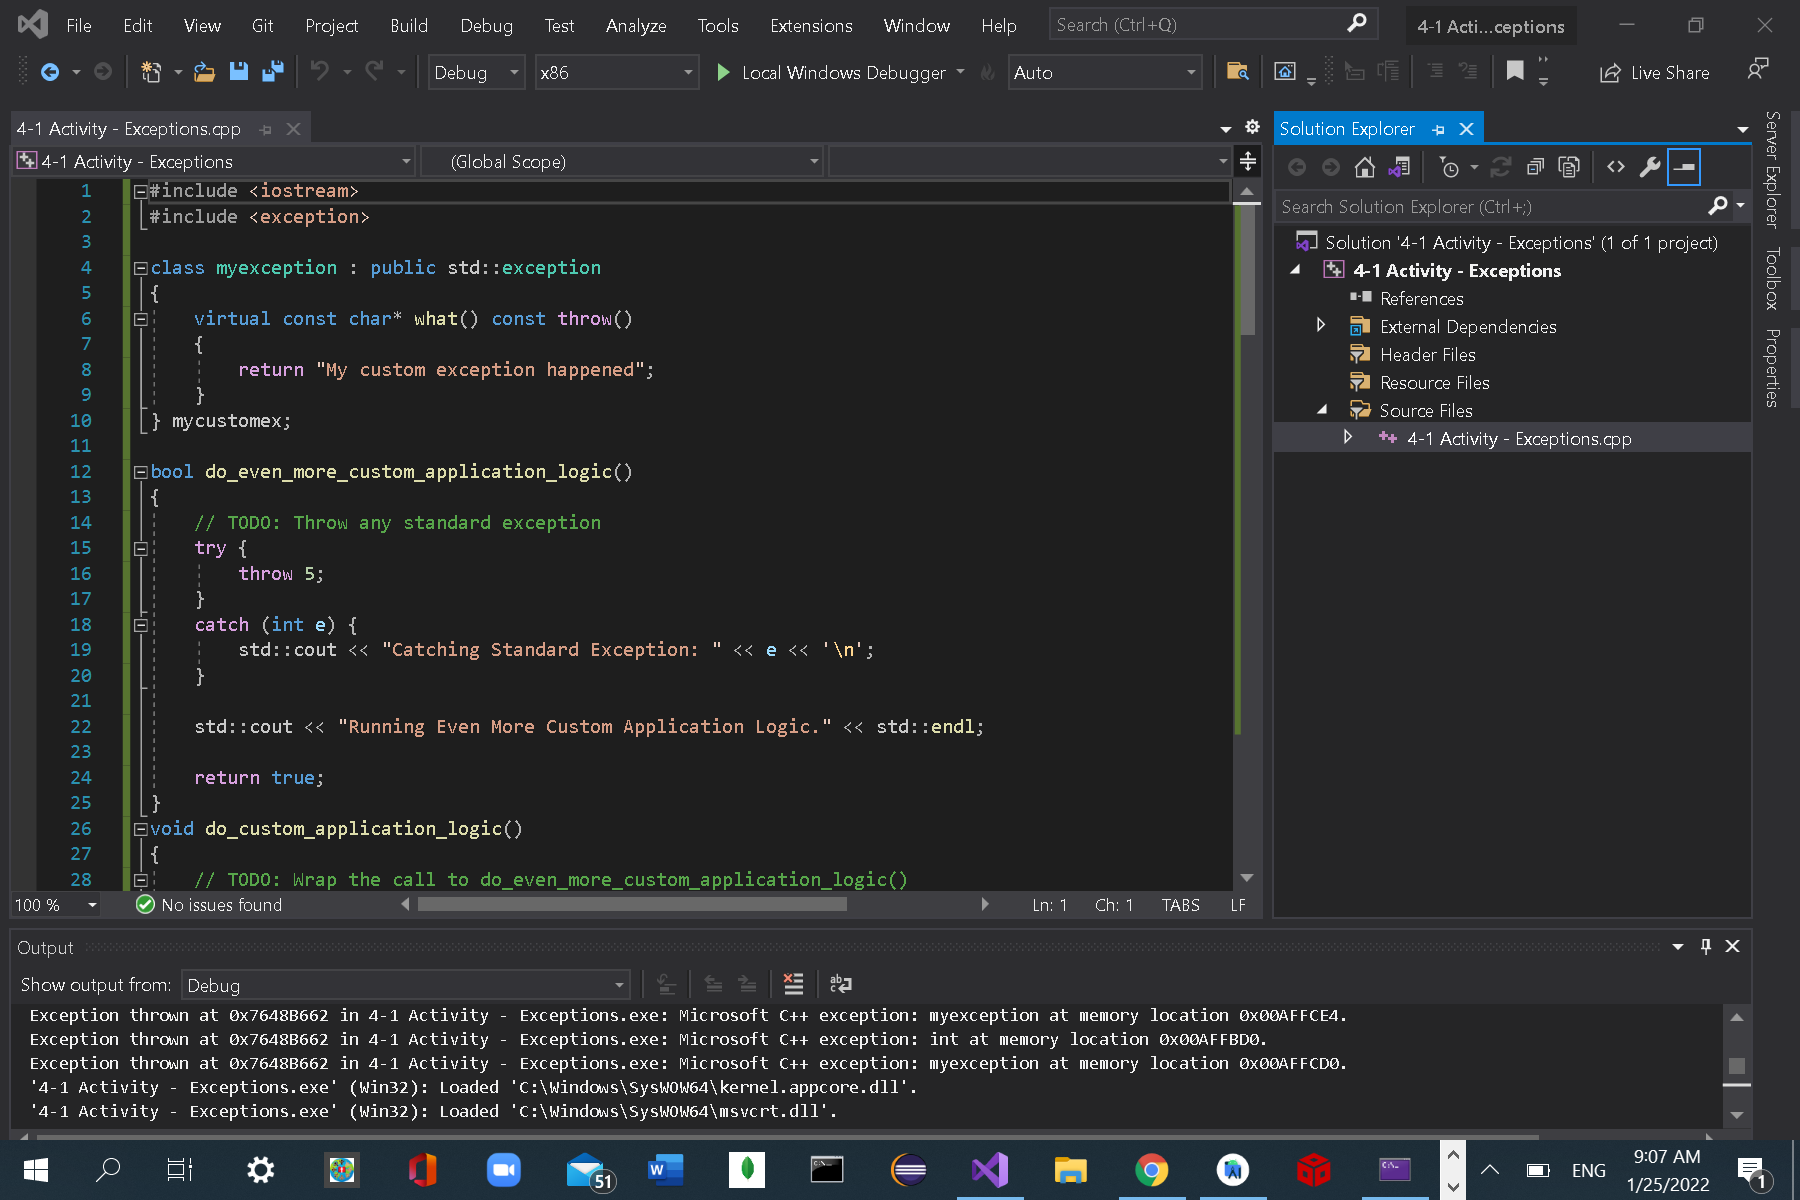 File Edit View Git Project Build Debug Test Analyze Tools Extensions Window Help Search (Ctrl+Q) 4-1 Acti...ceptions
Debug x86 Local Windows Debugger Auto Live Share
4-1 Activity - Exceptions.cpp
4-1 Activity - Exceptions (Global Scope)
1 #include <iostream>
2 #include <exception>
3
4 class myexception : public std::exception
5 {
6 virtual const char* what() const throw()
7 {
8 return "My custom exception happened";
9 }
10 } mycustomex;
11
12 bool do_even_more_custom_application_logic()
13 {
14 // TODO: Throw any standard exception
15 try {
16 throw 5;
17 }
18 catch (int e) {
19 std::cout << "Catching Standard Exception: " << e << '\n';
20 }
21
22 std::cout << "Running Even More Custom Application Logic." << std::endl;
23
24 return true;
25 }
26 void do_custom_application_logic()
27 {
28 // TODO: Wrap the call to do_even_more_custom_application_logic()
100 % No issues found Ln: 1 Ch: 1 TABS LF
Solution Explorer
Search Solution Explorer (Ctrl+;)
Solution '4-1 Activity - Exceptions' (1 of 1 project)
4-1 Activity - Exceptions
References
External Dependencies
Header Files
Resource Files
Source Files
4-1 Activity - Exceptions.cpp
Server Explorer
Toolbox
Properties
Output
Show output from: Debug
Exception thrown at 0x7648B662 in 4-1 Activity - Exceptions.exe: Microsoft C++ exception: myexception at memory location 0x00AFFCE4.
Exception thrown at 0x7648B662 in 4-1 Activity - Exceptions.exe: Microsoft C++ exception: int at memory location 0x00AFFBD0.
Exception thrown at 0x7648B662 in 4-1 Activity - Exceptions.exe: Microsoft C++ exception: myexception at memory location 0x00AFFCD0.
'4-1 Activity - Exceptions.exe' (Win32): Loaded 'C:\Windows\SysWOW64\kernel.appcore.dll'.
'4-1 Activity - Exceptions.exe' (Win32): Loaded 'C:\Windows\SysWOW64\msvcrt.dll'.
51
ENG
9:07 AM
1/25/2022
1